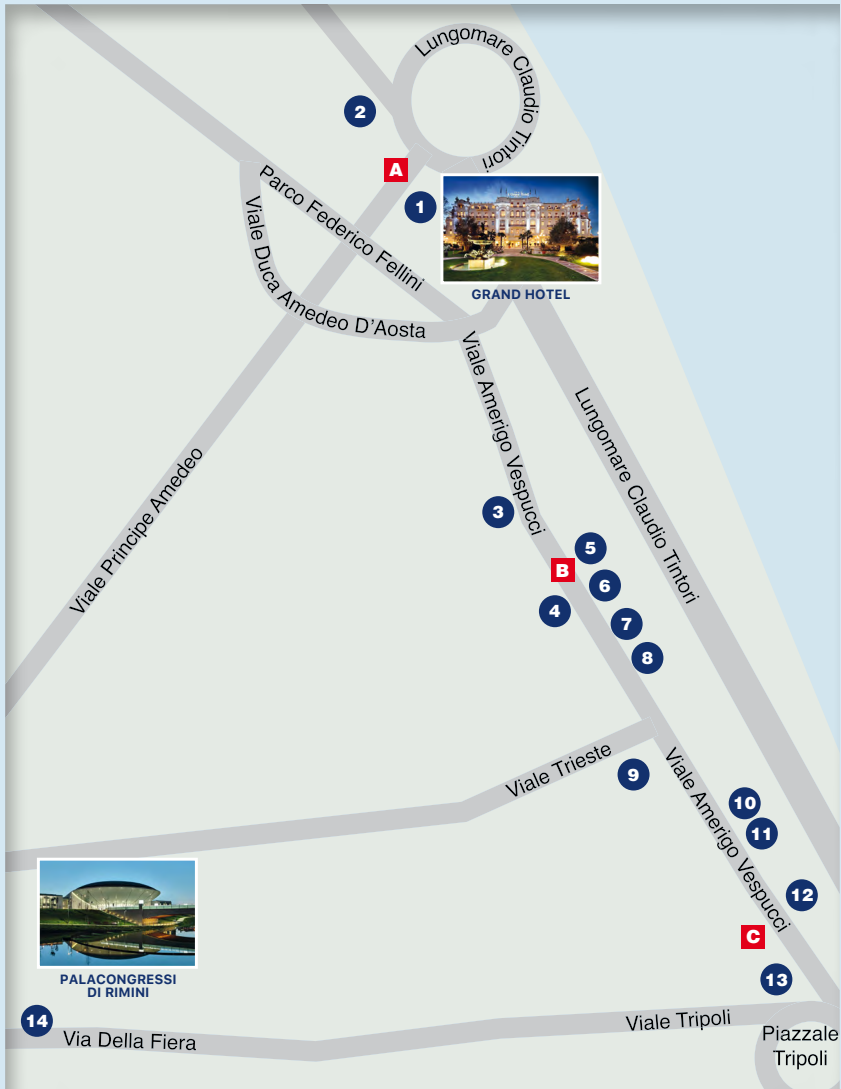 Lungomare Claudio Tintori
2
A
1
Parco Federico Fellini
Viale Duca Amedeo D'Aosta
GRAND HOTEL
Viale Amerigo Vespucci
Lungomare Claudio Tintori
Viale Principe Amedeo
3
5
B
6
4
7
8
Viale Trieste
9
Viale Amerigo Vespucci
10
11
12
C
13
PALACONGRESSI
DI RIMINI
14
Via Della Fiera
Viale Tripoli
Piazzale
Tripoli